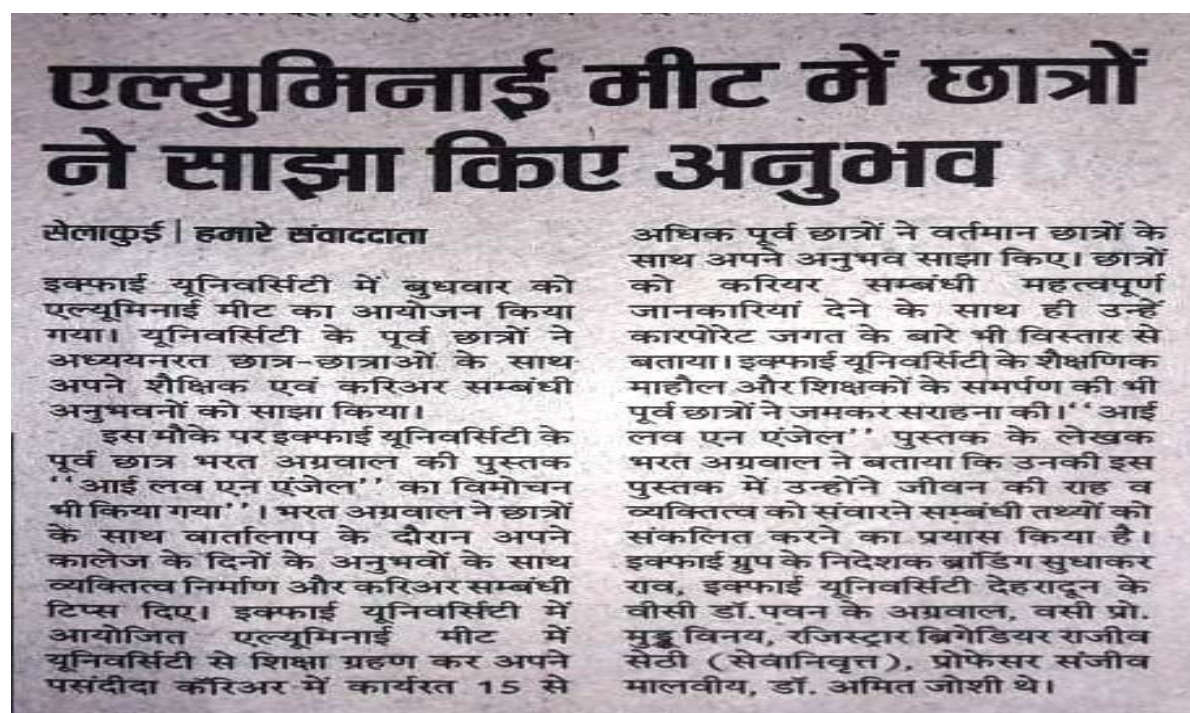 एल्युमिनाई मीट में छात्रों
ने साझा किए अनुभव
सेलाकुई | हमारे संवाददाता
इक्फाई यूनिवर्सिटी में बुधवार को
एल्यूमिनाई मीट का आयोजन किया
गया। यूनिवर्सिटी के पूर्व छात्रों ने
अध्ययनरत छात्र-छात्राओं के साथ
अपने शैक्षिक एवं करिअर सम्बंधी
अनुभवनों को साझा किया।
इस मौके पर इक्फाई यूनिवर्सिटी के
पूर्व छात्र भरत अग्रवाल की पुस्तक
‘‘आई लव एन एंजेल’’ का विमोचन
भी किया गया’’। भरत अग्रवाल ने छात्रों
के साथ वार्तालाप के दौरान अपने
कालेज के दिनों के अनुभवों के साथ
व्यक्तित्व निर्माण और करिअर सम्बंधी
टिप्स दिए। इक्फाई यूनिवर्सिटी में
आयोजित एल्यूमिनाई मीट में
यूनिवर्सिटी से शिक्षा ग्रहण कर अपने
पसंदीदा कॅरिअर में कार्यरत 15 से
अधिक पूर्व छात्रों ने वर्तमान छात्रों के
साथ अपने अनुभव साझा किए। छात्रों
को करियर सम्बंधी महत्वपूर्ण
जानकारियां देने के साथ ही उन्हें
कारपोरेट जगत के बारे भी विस्तार से
बताया। इक्फाई यूनिवर्सिटी के शैक्षणिक
माहौल और शिक्षकों के समर्पण की भी
पूर्व छात्रों ने जमकर सराहना की। ‘‘आई
लव एन एंजेल’’ पुस्तक के लेखक
भरत अग्रवाल ने बताया कि उनकी इस
पुस्तक में उन्होंने जीवन की राह व
व्यक्तित्व को संवारने सम्बंधी तथ्यों को
संकलित करने का प्रयास किया है।
इक्फाई ग्रुप के निदेशक ब्रांडिंग सुधाकर
राव, इक्फाई यूनिवर्सिटी देहरादून के
वीसी डॉ. पवन के अग्रवाल, वसी प्रो.
मुड्डू विनय, रजिस्ट्रार ब्रिगेडियर राजीव
सेठी (सेवानिवृत्त), प्रोफेसर संजीव
मालवीय, डॉ. अमित जोशी थे।